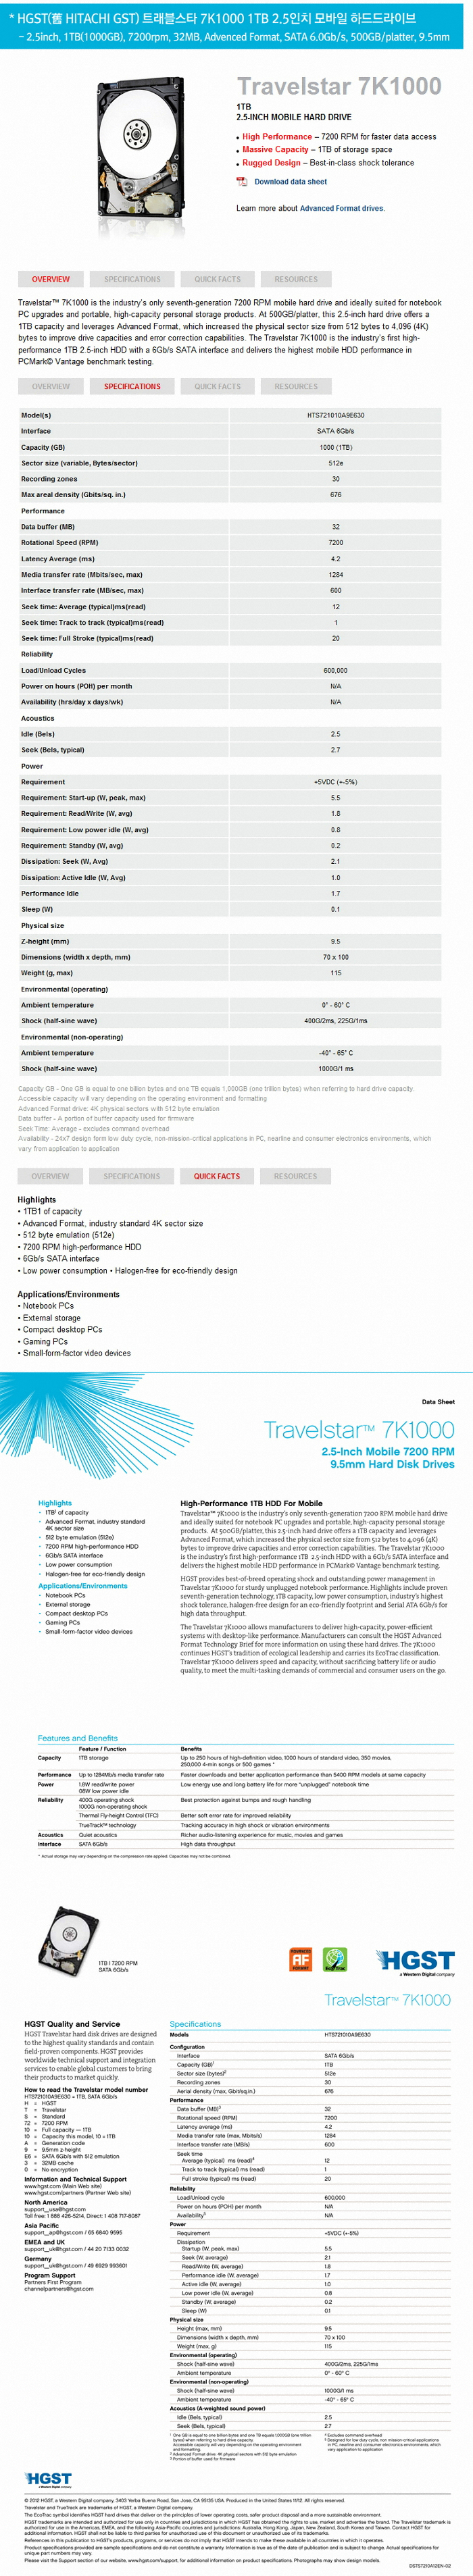 * HGST(舊 HITACHI GST) 트래블스타 7K1000 1TB 2.5인치 모바일 하드드라이브
- 2.5inch, 1TB(1000GB), 7200rpm, 32MB, Advenced Format, SATA 6.0Gb/s, 500GB/platter, 9.5mm
Travelstar 7K1000
1TB
2.5-INCH MOBILE HARD DRIVE
• High Performance – 7200 RPM for faster data access
• Massive Capacity – 1TB of storage space
• Rugged Design – Best-in-class shock tolerance
Download data sheet
Learn more about Advanced Format drives.
OVERVIEW SPECIFICATIONS QUICK FACTS RESOURCES
Travelstar™ 7K1000 is the industry's only seventh-generation 7200 RPM mobile hard drive and ideally suited for notebook
PC upgrades and portable, high-capacity personal storage products. At 500GB/platter, this 2.5-inch hard drive offers a
1TB capacity and leverages Advanced Format, which increased the physical sector size from 512 bytes to 4,096 (4K)
bytes to improve drive capacities and error correction capabilities. The Travelstar 7K1000 is the industry's first high-
performance 1TB 2.5-inch HDD with a 6Gb/s SATA interface and delivers the highest mobile HDD performance in
PCMark© Vantage benchmark testing.
OVERVIEW SPECIFICATIONS QUICK FACTS RESOURCES
Model(s) HTS721010A9E630
Interface SATA 6Gb/s
Capacity (GB) 1000 (1TB)
Sector size (variable, Bytes/sector) 512e
Recording zones 30
Max areal density (Gbits/sq. in.) 676
Performance
Data buffer (MB) 32
Rotational Speed (RPM) 7200
Latency Average (ms) 4.2
Media transfer rate (Mbits/sec, max) 1284
Interface transfer rate (MB/sec, max) 600
Seek time: Average (typical)ms(read) 12
Seek time: Track to track (typical)ms(read) 1
Seek time: Full Stroke (typical)ms(read) 20
Reliability
Load/Unload Cycles 600,000
Power on hours (POH) per month N/A
Availability (hrs/day x days/wk) N/A
Acoustics
Idle (Bels) 2.5
Seek (Bels, typical) 2.7
Power
Requirement +5VDC (+-5%)
Requirement: Start-up (W, peak, max) 5.5
Requirement: Read/Write (W, avg) 1.8
Requirement: Low power idle (W, avg) 0.8
Requirement: Standby (W, avg) 0.2
Dissipation: Seek (W, Avg) 2.1
Dissipation: Active Idle (W, Avg) 1.0
Performance Idle 1.7
Sleep (W) 0.1
Physical size
Z-height (mm) 9.5
Dimensions (width x depth, mm) 70 x 100
Weight (g, max) 115
Environmental (operating)
Ambient temperature 0° - 60° C
Shock (half-sine wave) 400G/2ms, 225G/1ms
Environmental (non-operating)
Ambient temperature -40° - 65° C
Shock (half-sine wave) 1000G/1 ms
Capacity GB - One GB is equal to one billion bytes and one TB equals 1,000GB (one trillion bytes) when referring to hard drive capacity.
Accessible capacity will vary depending on the operating environment and formatting
Advanced Format drive: 4K physical sectors with 512 byte emulation
Data buffer - A portion of buffer capacity used for firmware
Seek Time: Average - excludes command overhead
Availability - 24x7 design form low duty cycle, non-mission-critical applications in PC, nearline and consumer electronics environments, which
vary from application to application
OVERVIEW SPECIFICATIONS QUICK FACTS RESOURCES
Highlights
• 1TB1 of capacity
• Advanced Format, industry standard 4K sector size
• 512 byte emulation (512e)
• 7200 RPM high-performance HDD
• 6Gb/s SATA interface
• Low power consumption • Halogen-free for eco-friendly design
Applications/Environments
• Notebook PCs
• External storage
• Compact desktop PCs
• Gaming PCs
• Small-form-factor video devices
Data Sheet
Travelstar™ 7K1000
2.5-Inch Mobile 7200 RPM
9.5mm Hard Disk Drives
Highlights
• 1TB¹ of capacity
• Advanced Format, industry standard
4K sector size
• 512 byte emulation (512e)
• 7200 RPM high-performance HDD
• 6Gb/s SATA interface
• Low power consumption
• Halogen-free for eco-friendly design
Applications/Environments
• Notebook PCs
• External storage
• Compact desktop PCs
• Gaming PCs
• Small-form-factor video devices
High-Performance 1TB HDD For Mobile
Travelstar™ 7K1000 is the industry's only seventh-generation 7200 RPM mobile hard drive
and ideally suited for notebook PC upgrades and portable, high-capacity personal storage
products. At 500GB/platter, this 2.5-inch hard drive offers a 1TB capacity and leverages
Advanced Format, which increased the physical sector size from 512 bytes to 4,096 (4K)
bytes to improve drive capacities and error correction capabilities. The Travelstar 7K1000
is the industry's first high-performance 1TB 2.5-inch HDD with a 6Gb/s SATA interface and
delivers the highest mobile HDD performance in PCMark© Vantage benchmark testing.
HGST provides best-of-breed operating shock and outstanding power management in
Travelstar 7K1000 for sturdy unplugged notebook performance. Highlights include proven
seventh-generation technology, 1TB capacity, low power consumption, industry's highest
shock tolerance, halogen-free design for an eco-friendly footprint and Serial ATA 6Gb/s for
high data throughput.
The Travelstar 7K1000 allows manufacturers to deliver high-capacity, power-efficient
systems with desktop-like performance. Manufacturers can consult the HGST Advanced
Format Technology Brief for more information on using these hard drives. The 7K1000
continues HGST's tradition of ecological leadership and carries its EcoTrac classification.
Travelstar 7K1000 delivers speed and capacity, without sacrificing battery life or audio
quality, to meet the multi-tasking demands of commercial and consumer users on the go.
Features and Benefits
Feature / Function Benefits
Capacity 1TB storage Up to 250 hours of high-definition video, 1000 hours of standard video, 350 movies,
250,000 4-min songs or 500 games *
Performance Up to 1284Mb/s media transfer rate Faster downloads and better application performance than 5400 RPM models at same capacity
Power 1.8W read/write power Low energy use and long battery life for more "unplugged" notebook time
08W low power idle
Reliability 400G operating shock Best protection against bumps and rough handling
1000G non-operating shock
Thermal Fly-height Control (TFC) Better soft error rate for improved reliability
TrueTrack™ technology Tracking accuracy in high shock or vibration environments
Acoustics Quiet acoustics Richer audio-listening experience for music, movies and games
Interface SATA 6Gb/s High data throughput
* Actual storage may vary depending on the compression rate applied. Capacities may not be combined.
1TB | 7200 RPM
SATA 6Gb/s
ADVANCED
AF
FORMAT
EcoTrac
HGST
a Western Digital company
Travelstar™ 7K1000
HGST Quality and Service
HGST Travelstar hard disk drives are designed
to the highest quality standards and contain
field-proven components. HGST provides
worldwide technical support and integration
services to enable global customers to bring
their products to market quickly.
How to read the Travelstar model number
HTS721010A9E630 = 1TB, SATA 6Gb/s
H = HGST
T = Travelstar
S = Standard
72 = 7200 RPM
10 = Full capacity — 1TB
10 = Capacity this model, 10 = 1TB
A = Generation code
9 = 9.5mm z-height
E6 = SATA 6Gb/s with 512 emulation
3 = 32MB cache
0 = No encryption
Information and Technical Support
www.hgst.com (Main Web site)
www.hgst.com/partners (Partner Web site)
North America
support_usa@hgst.com
Toll free: 1 888 426-5214, Direct: 1 408 717-8087
Asia Pacific
support_ap@hgst.com / 65 6840 9595
EMEA and UK
support_uk@hgst.com / 44 20 7133 0032
Germany
support_uk@hgst.com / 49 6929 993601
Program Support
Partners First Program
channelpartners@hgst.com
Specifications
Models HTS721010A9E630
Configuration
Interface SATA 6Gb/s
Capacity (GB)¹ 1TB
Sector size (bytes)² 512e
Recording zones 30
Aerial density (max, Gbit/sq.in.) 676
Performance
Data buffer (MB)³ 32
Rotational speed (RPM) 7200
Latency average (ms) 4.2
Media transfer rate (max, Mbits/s) 1284
Interface transfer rate (MB/s) 600
Seek time
Average (typical) ms (read)⁴ 12
Track to track (typical) ms (read) 1
Full stroke (typical) ms (read) 20
Reliability
Load/Unload cycle 600,000
Power on hours (POH) per month N/A
Availability⁵ N/A
Power
Requirement +5VDC (+-5%)
Dissipation
Startup (W, peak, max) 5.5
Seek (W, average) 2.1
Read/Write (W, average) 1.8
Performance idle (W, average) 1.7
Active idle (W, average) 1.0
Low power idle (W, average) 0.8
Standby (W, average) 0.2
Sleep (W) 0.1
Physical size
Height (max, mm) 9.5
Dimensions (width x depth, mm) 70 x 100
Weight (max, g) 115
Environmental (operating)
Shock (half-sine wave) 400G/2ms, 225G/1ms
Ambient temperature 0° - 60° C
Environmental (non-operating)
Shock (half-sine wave) 1000G/1 ms
Ambient temperature -40° - 65° C
Acoustics (A-weighted sound power)
Idle (Bels, typical) 2.5
Seek (Bels, typical) 2.7
HGST
a Western Digital company